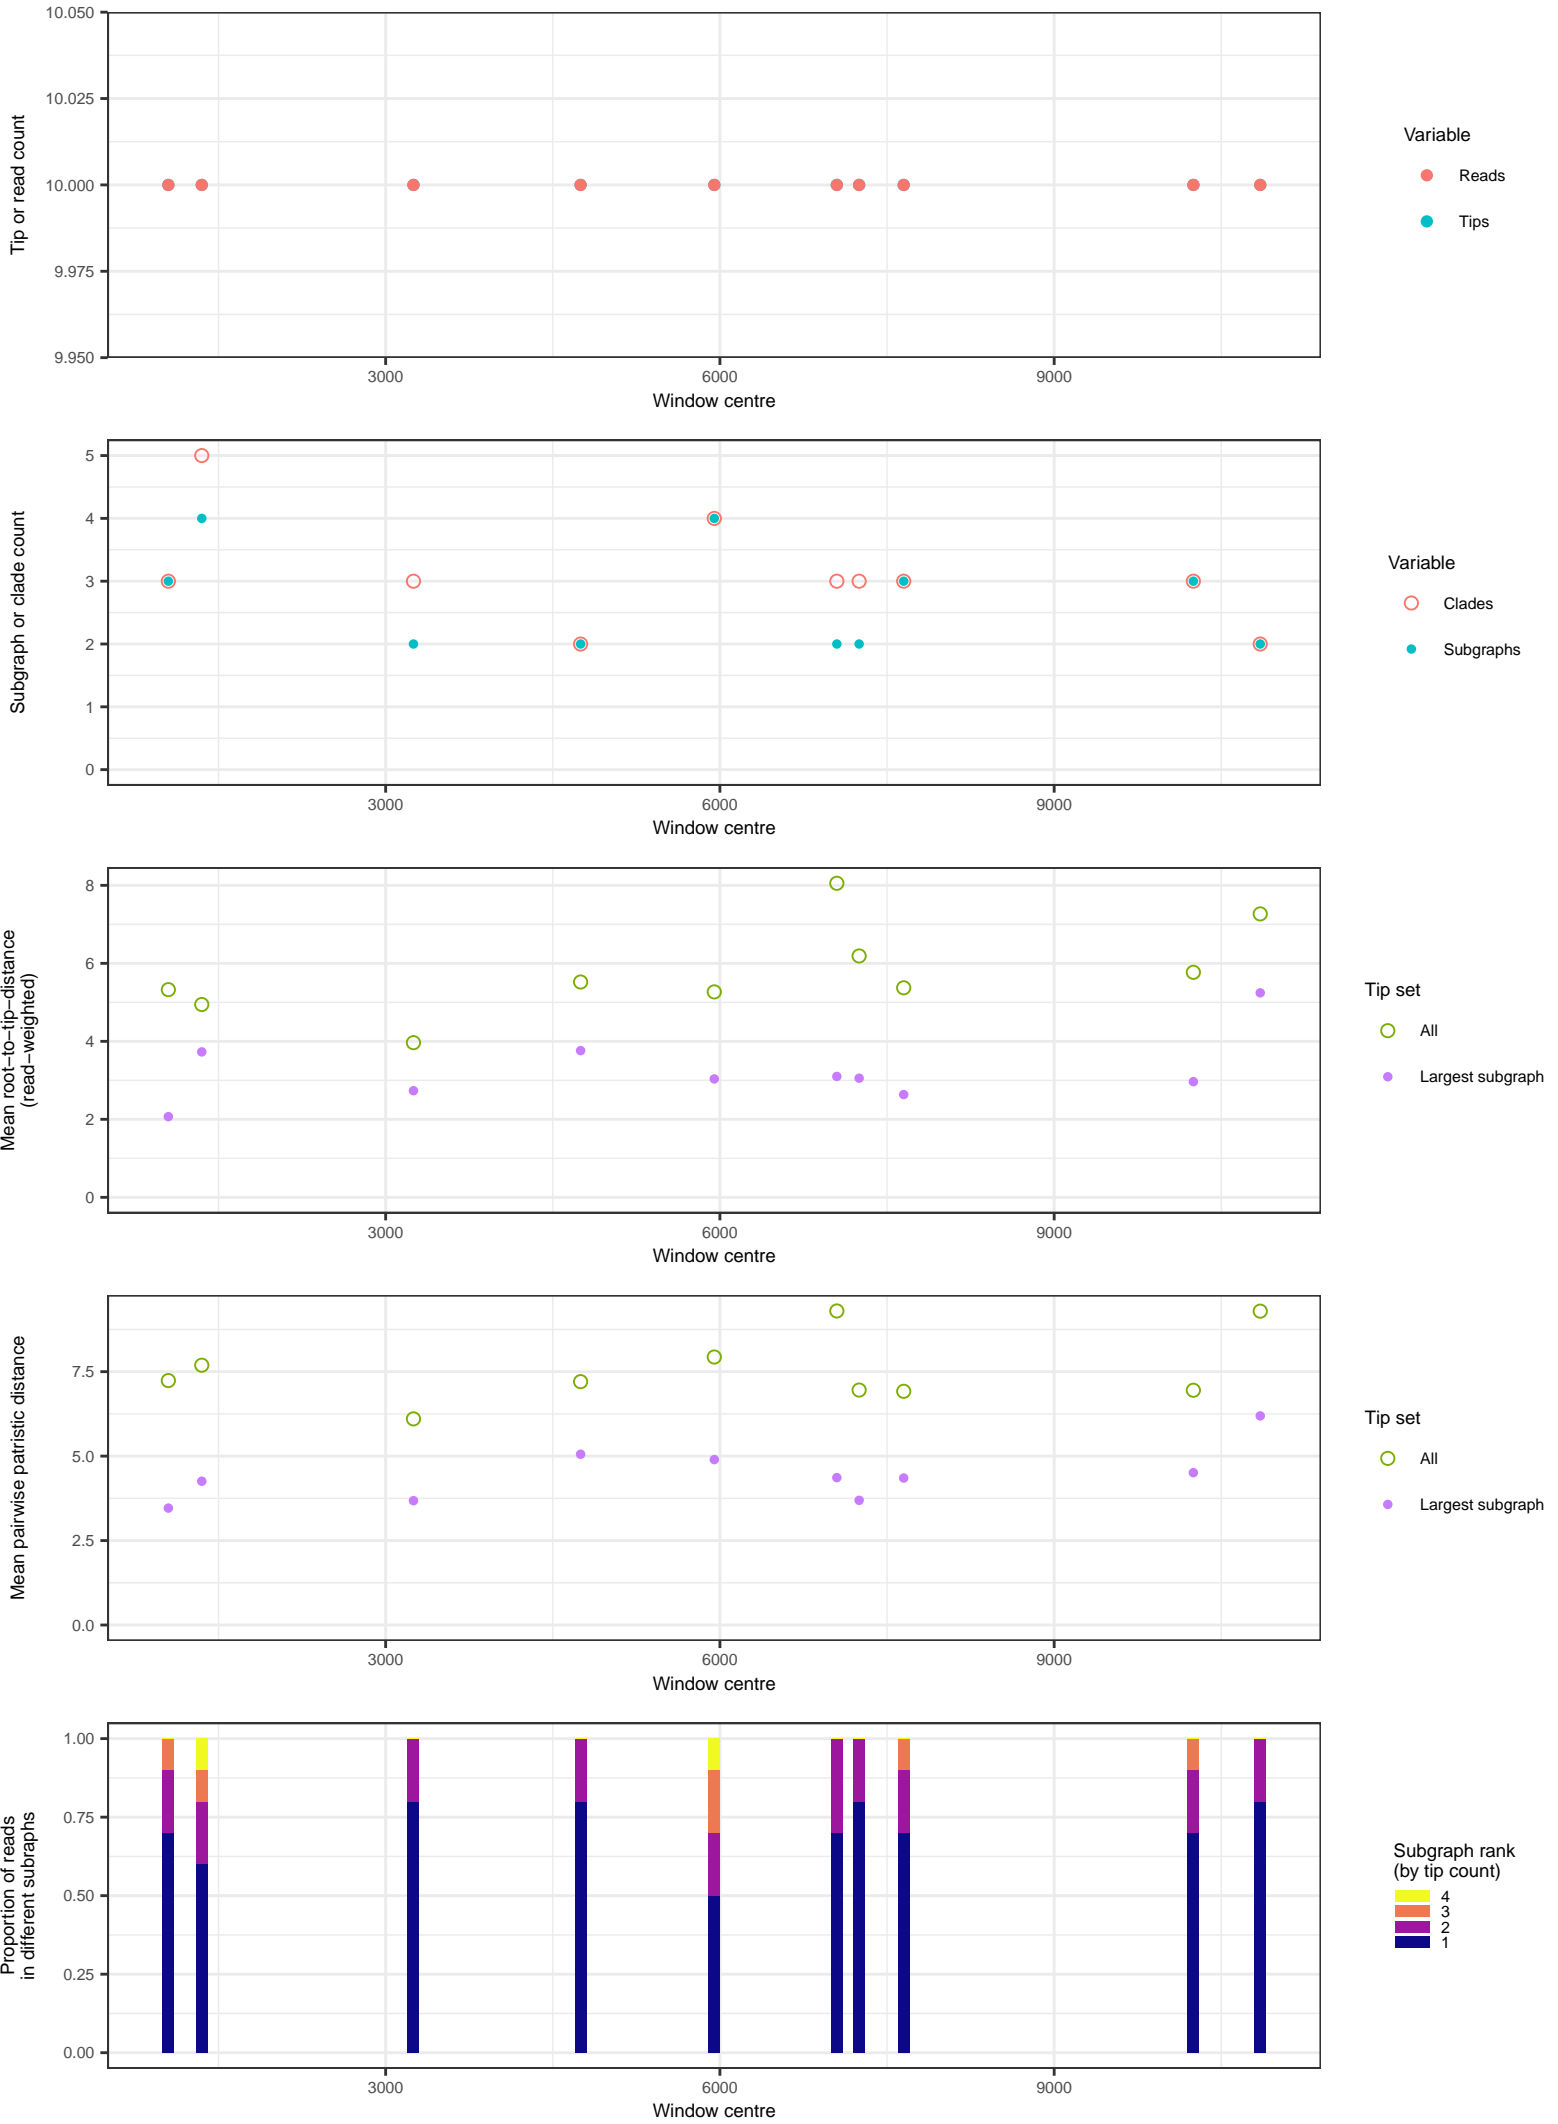 10.050
10.025
10.000
9.975
9.950
Tip or read count
3000 6000 9000
Window centre
Variable
Reads
Tips
5
4
3
2
1
0
Subgraph or clade count
3000 6000 9000
Window centre
Variable
Clades
Subgraphs
8
6
4
2
0
Mean root−to−tip−distance
(read−weighted)
3000 6000 9000
Window centre
Tip set
All
Largest subgraph
7.5
5.0
2.5
0.0
Mean pairwise patristic distance
3000 6000 9000
Window centre
Tip set
All
Largest subgraph
1.00
0.75
0.50
0.25
0.00
Proportion of reads
in different subraphs
3000 6000 9000
Window centre
Subgraph rank
(by tip count)
4
3
2
1